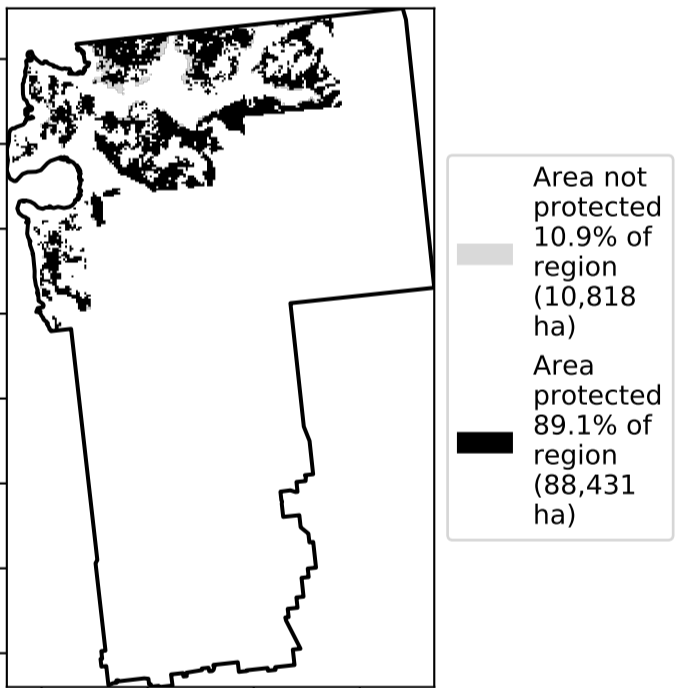 Area not
protected
10.9% of
region
(10,818
ha)
Area
protected
89.1% of
region
(88,431
ha)